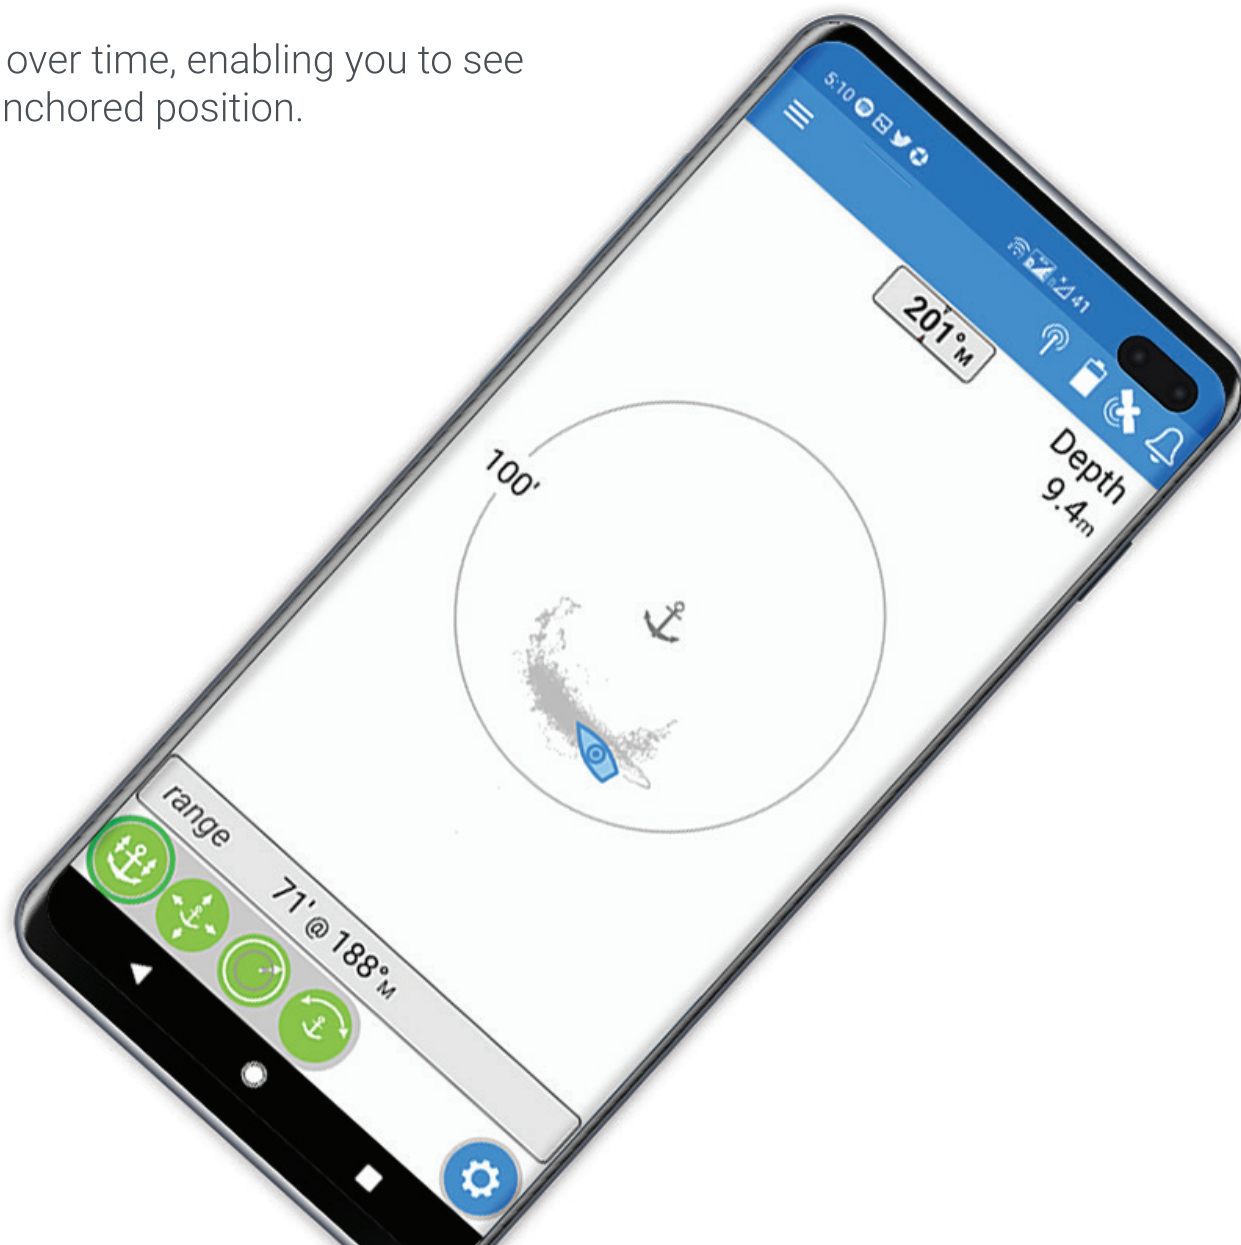 over time, enabling you to see
nchored position.
5:10
41
201°M
Depth
9.4m
100'
range
71' @ 188°M